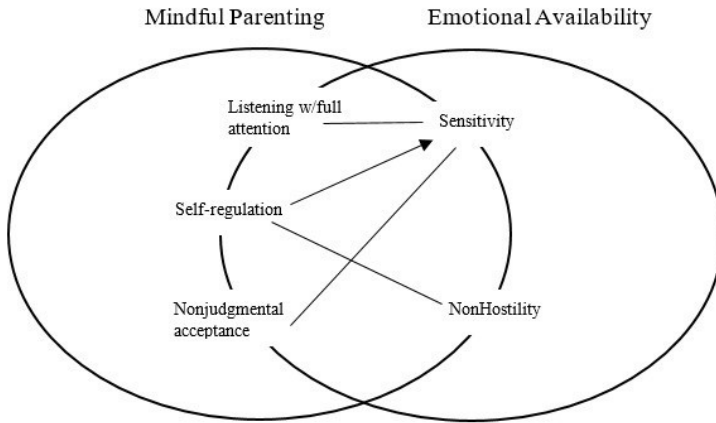 Mindful Parenting
Emotional Availability
Listening w/full
attention
Sensitivity
Self-regulation
Nonjudgmental
acceptance
NonHostility